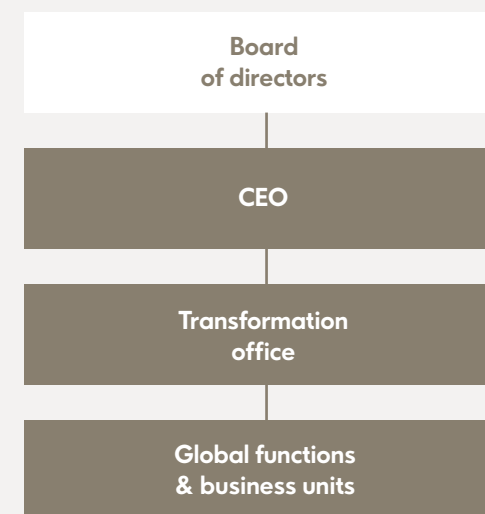 Board
of directors
CEO
Transformation
office
Global functions
& business units